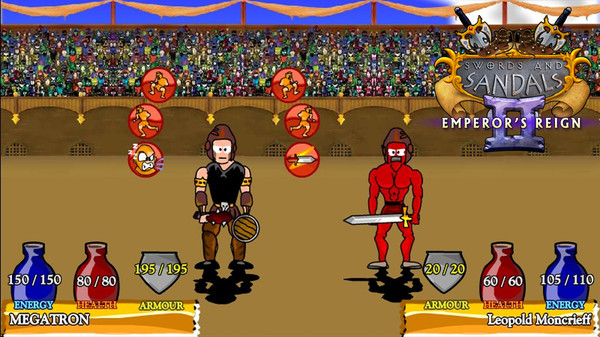 SWORDS AND
SANDALS
II
EMPEROR'S REIGN
150/150
ENERGY
80/80
HEALTH
195/195
ARMOUR
20/20
ARMOUR
60/60
HEALTH
105/110
ENERGY
MEGATRON
Leopold Moncrieff